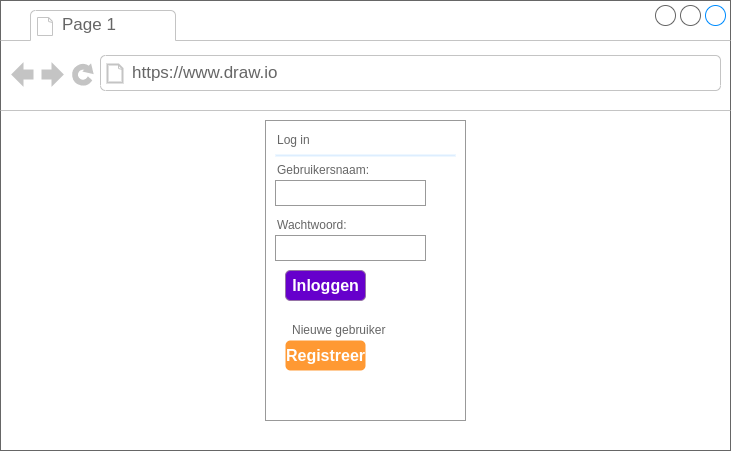 Page 1
https://www.draw.io
Log in
Gebruikersnaam:
Wachtwoord:
Inloggen
Nieuwe gebruiker
Registreer